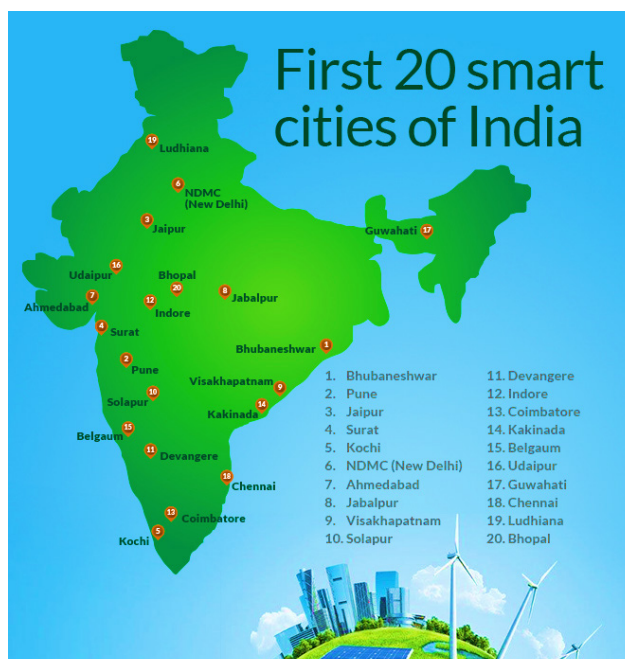 First 20 smart
cities of India
19
Ludhiana
6
NDMC
(New Delhi)
3
Jaipur
Guwahati 17
16
Udaipur
Bhopal
20
7
Ahmedabad
8
Jabalpur
12
Indore
4
Surat
Bhubaneshwar 1
2
Pune
Visakhapatnam 9
10
Solapur
14
Kakinada
15
Belgaum
11
Devangere
18
Chennai
13
Coimbatore
5
Kochi
1. Bhubaneshwar
2. Pune
3. Jaipur
4. Surat
5. Kochi
6. NDMC (New Delhi)
7. Ahmedabad
8. Jabalpur
9. Visakhapatnam
10. Solapur
11. Devangere
12. Indore
13. Coimbatore
14. Kakinada
15. Belgaum
16. Udaipur
17. Guwahati
18. Chennai
19. Ludhiana
20. Bhopal